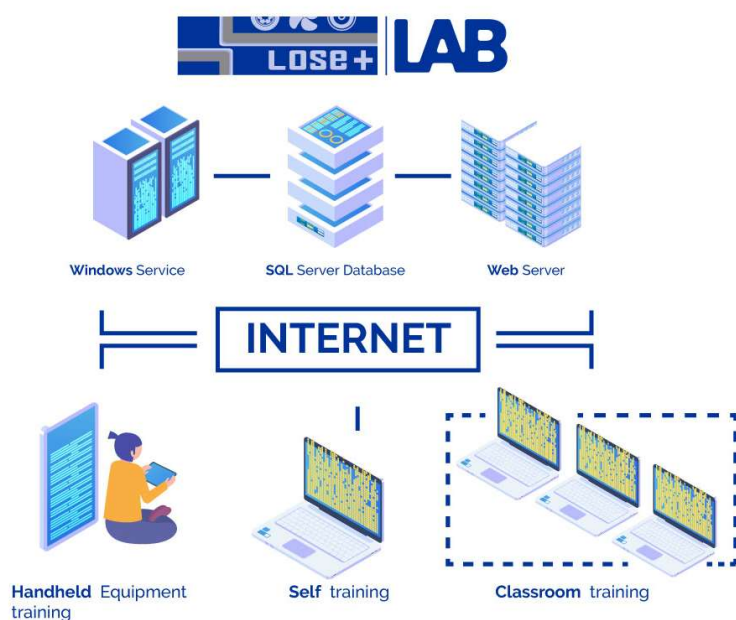 LOSE+ LAB
Windows Service
SQL Server Database
Web Server
INTERNET
Handheld Equipment
training
Self training
Classroom training